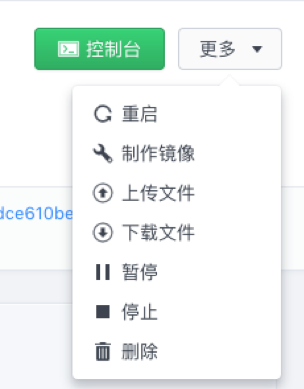 控制台
更多
重启
制作镜像
上传文件
dce610be
下载文件
暂停
停止
删除